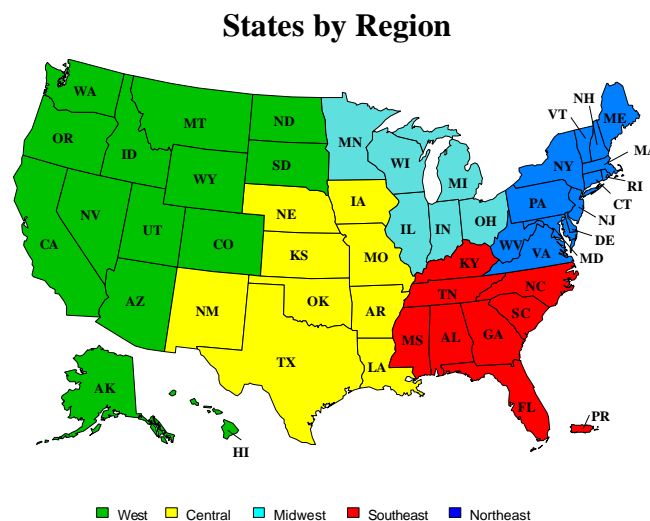 States by Region
WA
MT
ND
MN
VT
NH
ME
OR
ID
SD
WI
MI
NY
MA
WY
RI
CT
NV
UT
CO
NE
IA
IL
IN
OH
PA
NJ
DE
MD
WV
VA
CA
KS
MO
KY
AZ
NM
OK
AR
TN
NC
SC
MS
AL
GA
TX
LA
FL
AK
HI
PR
West
Central
Midwest
Southeast
Northeast